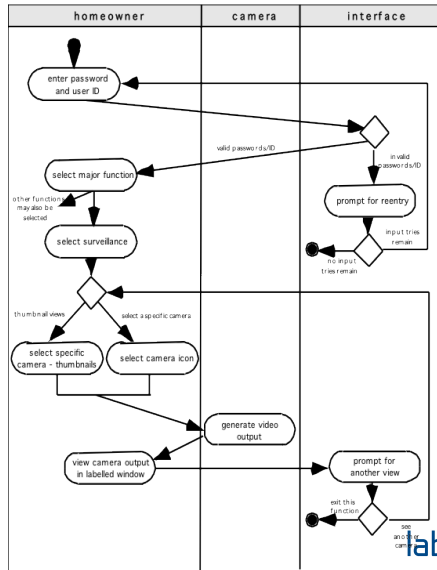 homeowner
camera
interface
enter password
and user ID
valid passwords/ID
invalid
passwords/ID
select major function
prompt for reentry
other functions
may also be
selected
input tries
remain
select surveillance
no input
tries remain
thumbnail views
select a specific camera
select specific
camera - thumbnails
select camera icon
generate video
output
view camera output
in labelled window
prompt for
another view
exit this
function
see
another
camera
lab